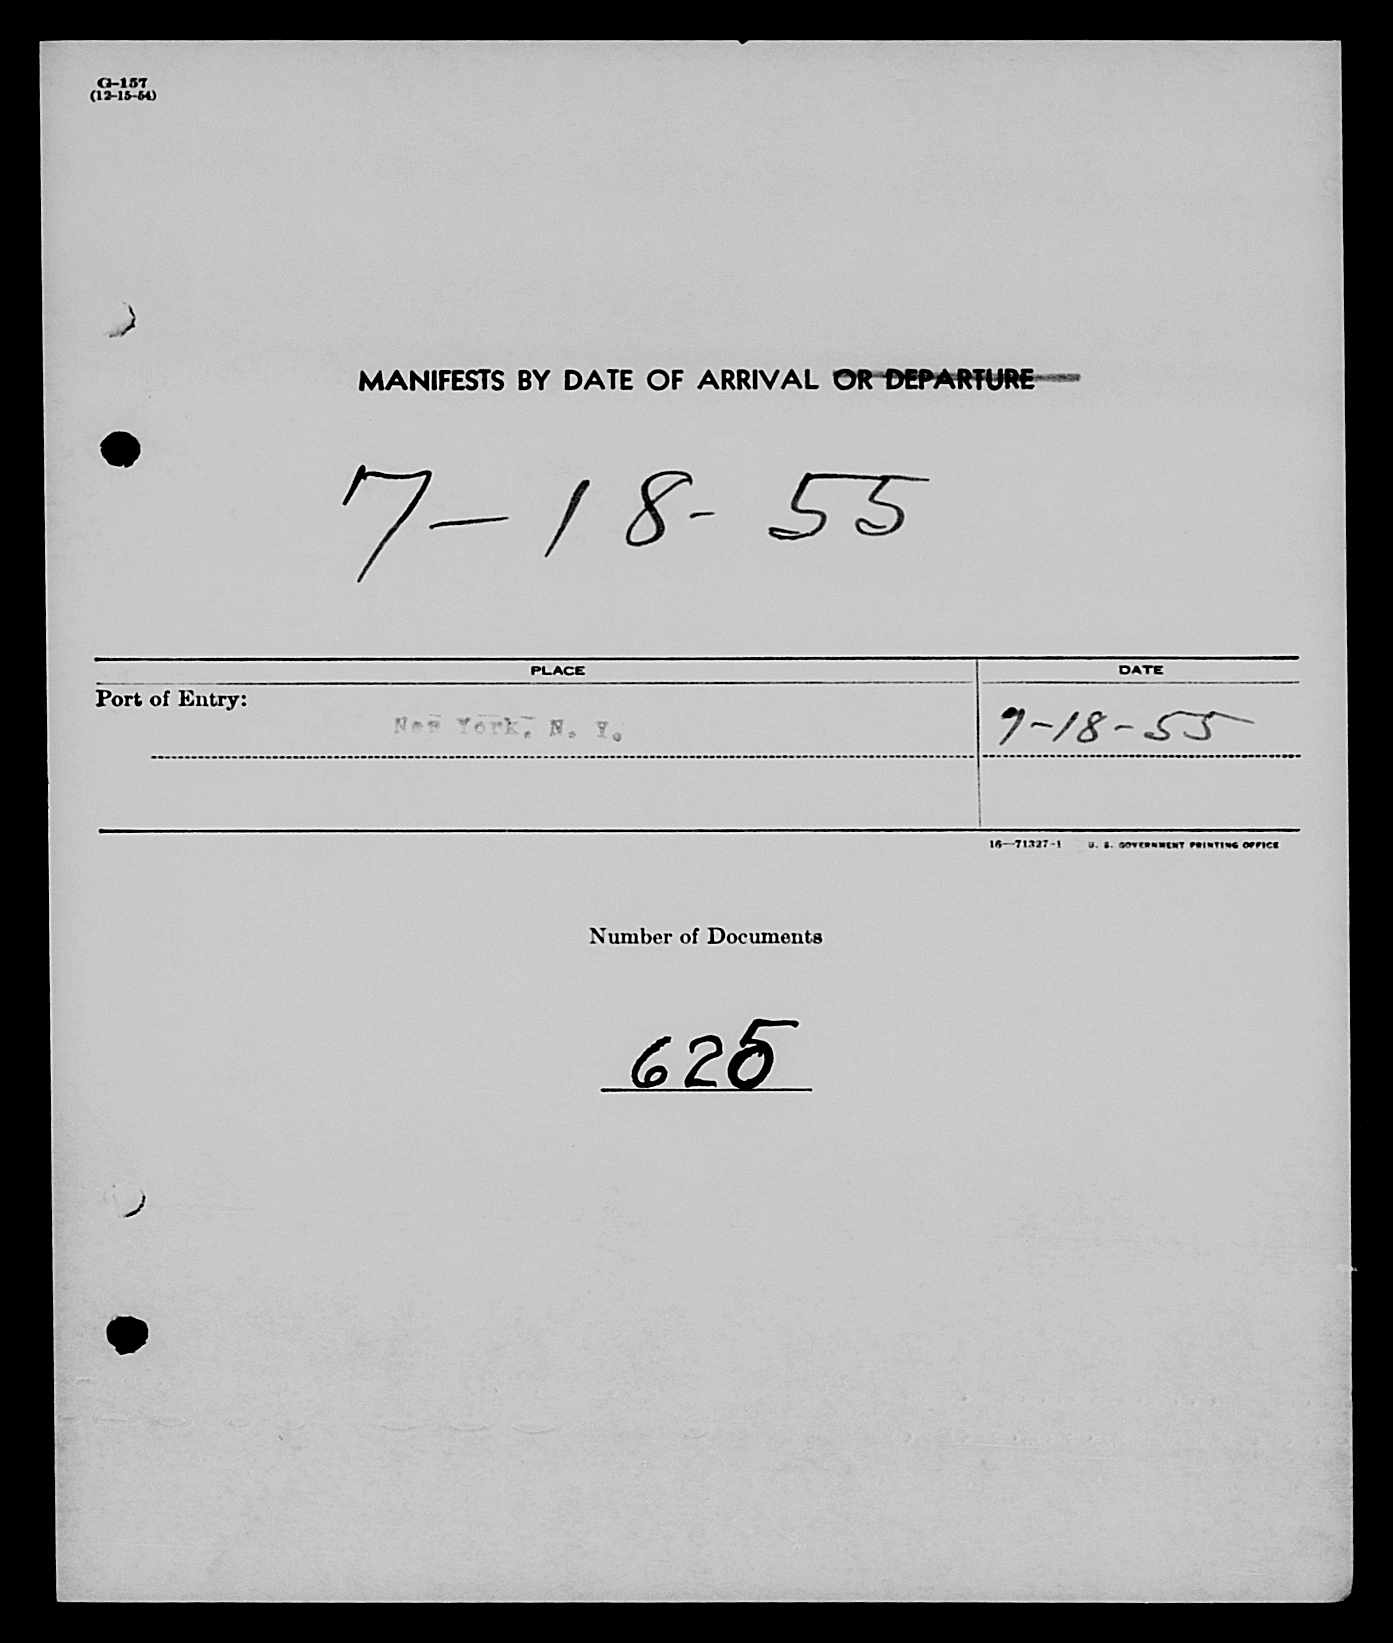 G-157
(12-15-54)
MANIFESTS BY DATE OF ARRIVAL OR DEPARTURE
7-18-55
PLACE DATE
Port of Entry:
New York, N. Y. 7-18-55
16—71327-1 U. S. GOVERNMENT PRINTING OFFICE
Number of Documents
625